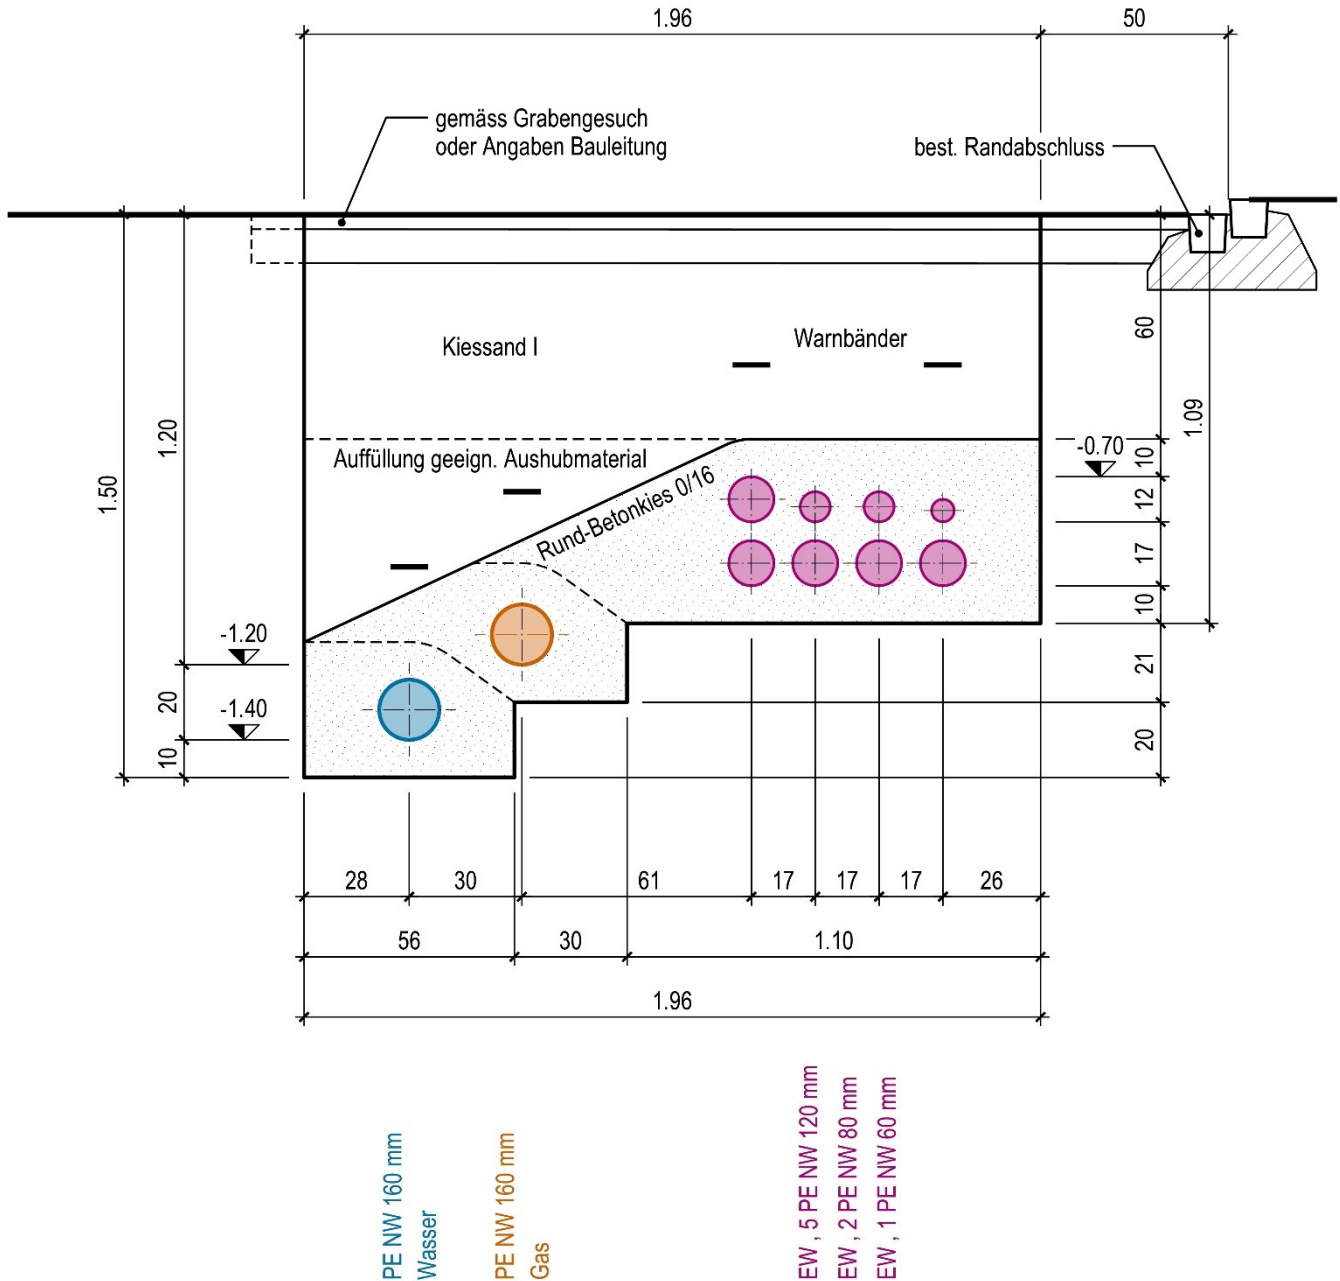 1.96
50
gemäss Grabengesuch
oder Angaben Bauleitung
best. Randabschluss
Kiessand I
Warnbänder
60
1.09
1.20
1.50
Auffüllung geeign. Aushubmaterial
Rund-Betonkies 0/16
-0.70
10
12
17
10
21
20
-1.20
20
-1.40
10
28
30
61
17
17
17
26
56
30
1.10
1.96
PE NW 160 mm
Wasser
PE NW 160 mm
Gas
EW , 5 PE NW 120 mm
EW , 2 PE NW 80 mm
EW , 1 PE NW 60 mm